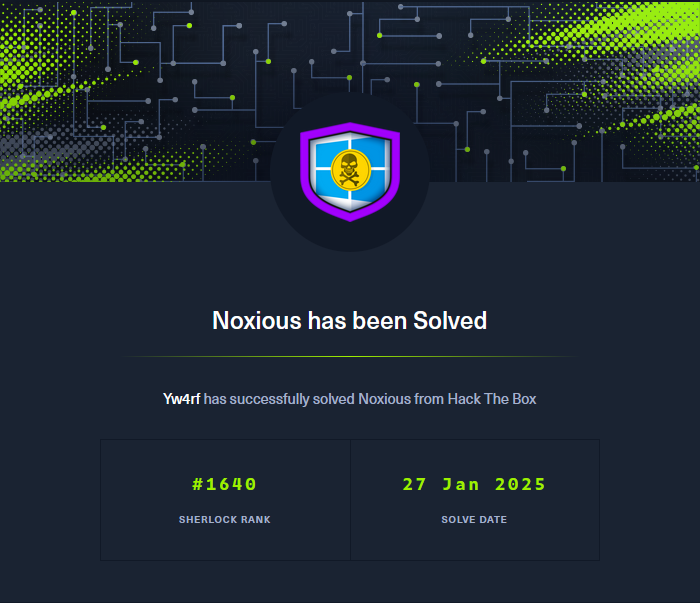 Noxious has been Solved
Yw4rf has successfully solved Noxious from Hack The Box
#1640
SHERLOCK RANK
27 Jan 2025
SOLVE DATE